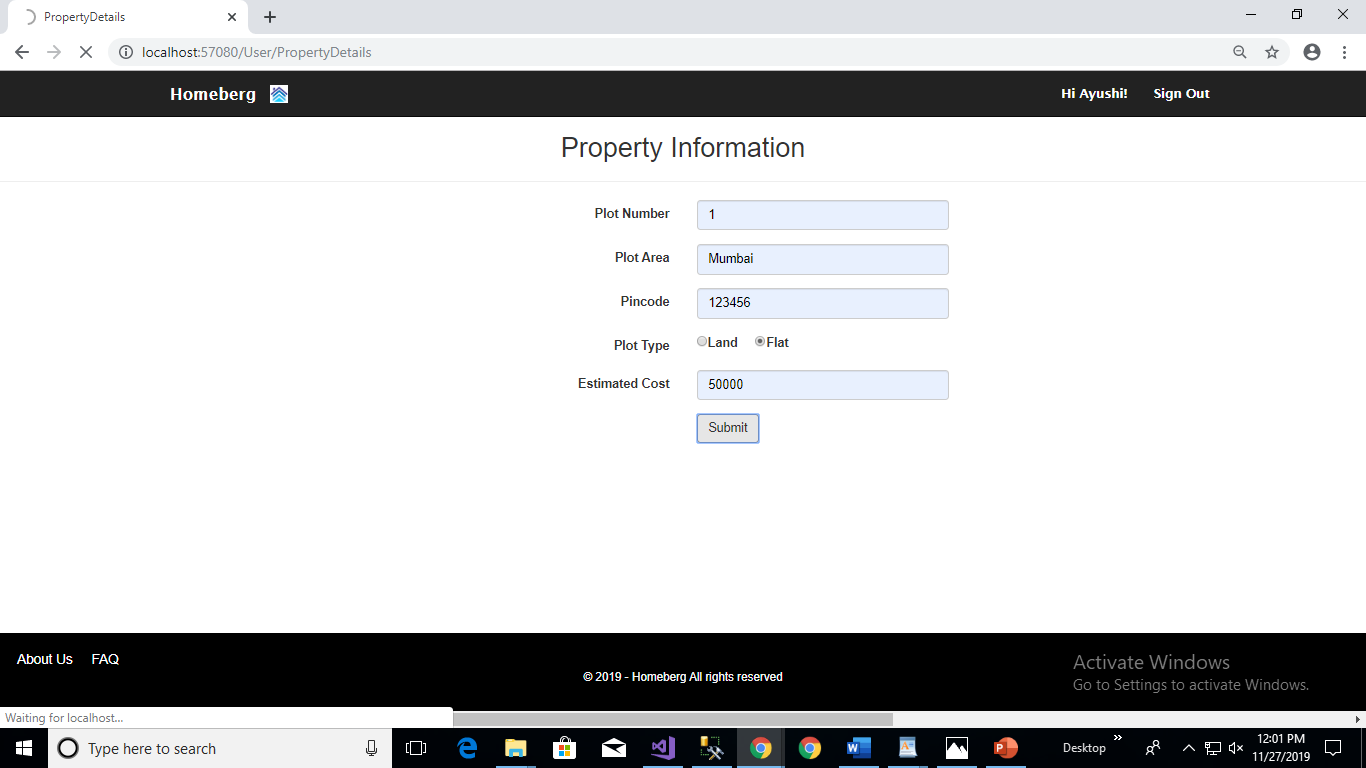 PropertyDetails
localhost:57080/User/PropertyDetails
Homeberg
Hi Ayushi! Sign Out
Property Information
Plot Number 1
Plot Area Mumbai
Pincode 123456
Plot Type Land Flat
Estimated Cost 50000
Submit
About Us FAQ
© 2019 - Homeberg All rights reserved
Activate Windows
Go to Settings to activate Windows.
Waiting for localhost...
Type here to search
Desktop
12:01 PM
11/27/2019